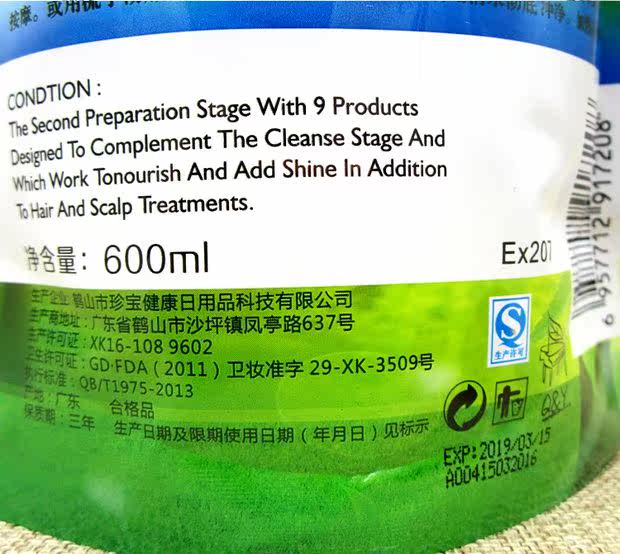 按摩。或用
CONDTION :
The Second Preparation Stage With 9 Products
Designed To Complement The Cleanse Stage And
Which Work Tonourish And Add Shine In Addition
To Hair And Scalp Treatments.
净含量: 600ml
Ex207
6 957712 917208
生产企业: 鹤山市珍宝健康日用品科技有限公司
生产商地址: 广东省鹤山市沙坪镇凤亭路637号
生产许可证: XK16-108 9602
卫生许可证: GD·FDA (2011) 卫妆准字 29-XK-3509号
执行标准: QB/T1975-2013
产地: 广东 合格品
保质期: 三年 生产日期及限期使用日期 (年月日) 见标示
生产许可
Q&Y
EXP: 2019/03/15
A00415032016